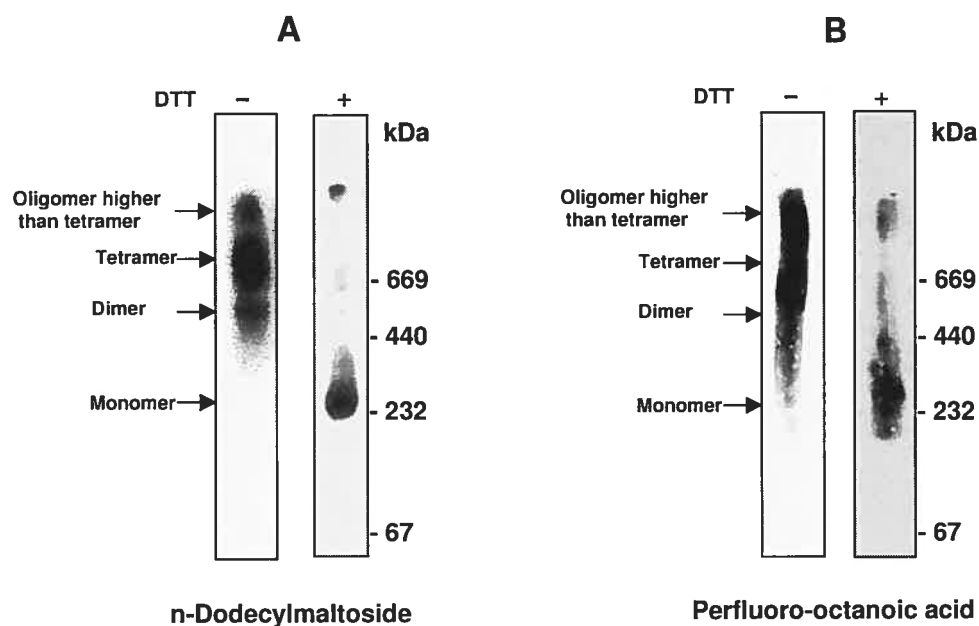 A
DTT – +
kDa
Oligomer higher
than tetramer
Tetramer
- 669
Dimer
- 440
Monomer
- 232
- 67
n-Dodecylmaltoside
B
DTT – +
kDa
Oligomer higher
than tetramer
Tetramer
- 669
Dimer
- 440
Monomer
- 232
- 67
Perfluoro-octanoic acid